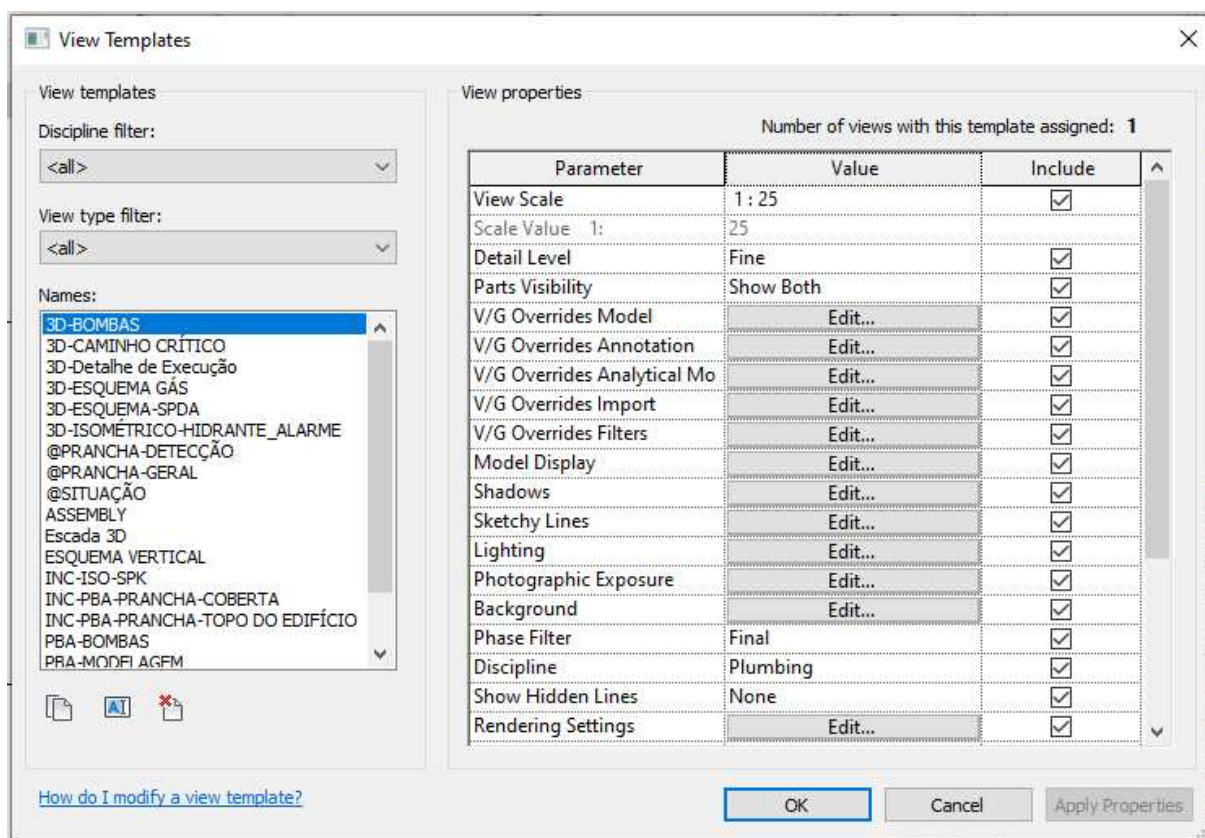 View Templates
View templates
Discipline filter:
<all>
View type filter:
<all>
Names:
3D-BOMBAS
3D-CAMINHO CRÍTICO
3D-Detalhe de Execução
3D-ESQUEMA GÁS
3D-ESQUEMA-SPDA
3D-ISOMÉTRICO-HIDRANTE_ALARME
@PRANCHA-DETECÇÃO
@PRANCHA-GERAL
@SITUAÇÃO
ASSEMBLY
Escada 3D
ESQUEMA VERTICAL
INC-ISO-SPK
INC-PBA-PRANCHA-COBERTA
INC-PBA-PRANCHA-TOPO DO EDIFÍCIO
PBA-BOMBAS
PBA-MODELAGEM
How do I modify a view template?
View properties
Number of views with this template assigned: 1
Parameter Value Include
View Scale 1 : 25
Scale Value 1: 25
Detail Level Fine
Parts Visibility Show Both
V/G Overrides Model Edit...
V/G Overrides Annotation Edit...
V/G Overrides Analytical Mo Edit...
V/G Overrides Import Edit...
V/G Overrides Filters Edit...
Model Display Edit...
Shadows Edit...
Sketchy Lines Edit...
Lighting Edit...
Photographic Exposure Edit...
Background Edit...
Phase Filter Final
Discipline Plumbing
Show Hidden Lines None
Rendering Settings Edit...
OK Cancel Apply Properties